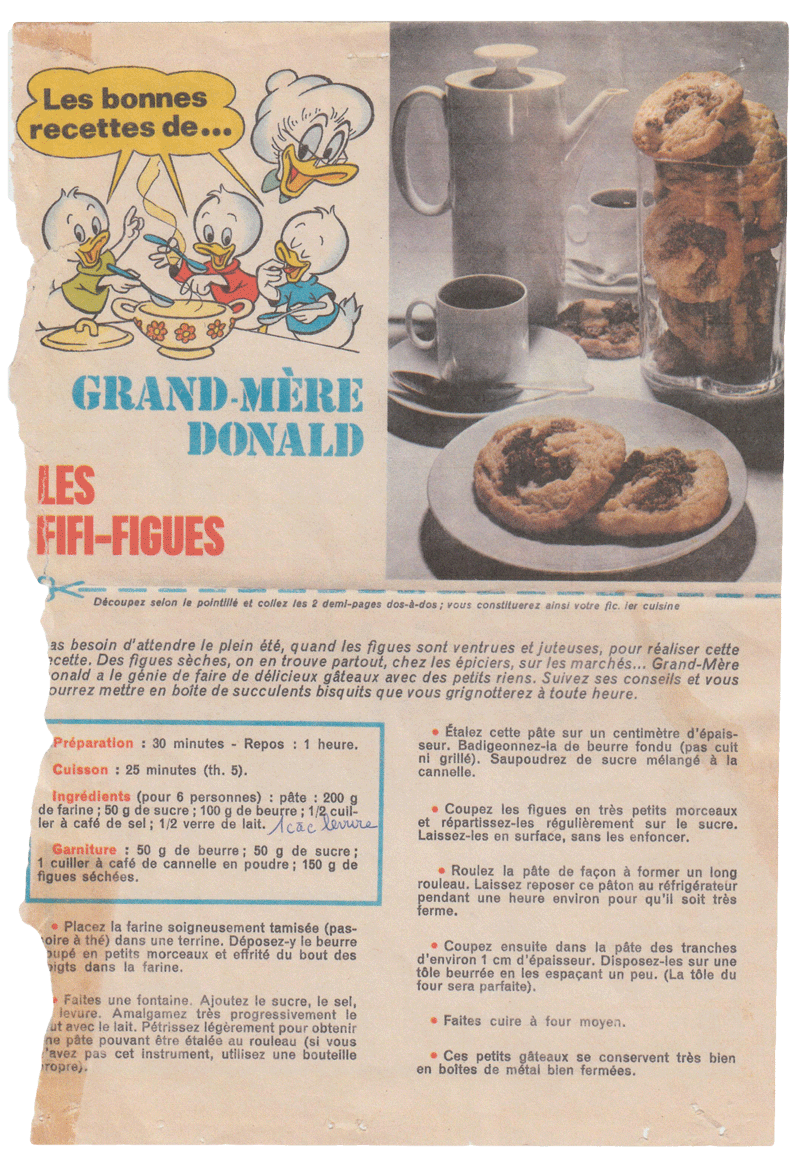 Les bonnes
recettes de...
GRAND-MÈRE
DONALD
LES
FIFI-FIGUES
Découpez selon le pointillé et collez les 2 demi-pages dos-à-dos ; vous constituerez ainsi votre fic. ier cuisine
as besoin d'attendre le plein été, quand les figues sont ventrues et juteuses, pour réaliser cette
ecette. Des figues sèches, on en trouve partout, chez les épiciers, sur les marchés... Grand-Mère
onald a le génie de faire de délicieux gâteaux avec des petits riens. Suivez ses conseils et vous
ourrez mettre en boîte de succulents bisquits que vous grignotterez à toute heure.
Préparation : 30 minutes - Repos : 1 heure.
Cuisson : 25 minutes (th. 5).
Ingrédients (pour 6 personnes) : pâte : 200 g
de farine ; 50 g de sucre ; 100 g de beurre ; 1/2 cuil-
ler à café de sel ; 1/2 verre de lait. 1 càc levure
Garniture : 50 g de beurre ; 50 g de sucre ;
1 cuiller à café de cannelle en poudre ; 150 g de
figues séchées.
• Placez la farine soigneusement tamisée (pas-
oire à thé) dans une terrine. Déposez-y le beurre
oupé en petits morceaux et effrité du bout des
oigts dans la farine.
• Faites une fontaine. Ajoutez le sucre, le sel,
levure. Amalgamez très progressivement le
ut avec le lait. Pétrissez légèrement pour obtenir
ne pâte pouvant être étalée au rouleau (si vous
'avez pas cet instrument, utilisez une bouteille
ropre).
• Étalez cette pâte sur un centimètre d'épais-
seur. Badigeonnez-la de beurre fondu (pas cuit
ni grillé). Saupoudrez de sucre mélangé à la
cannelle.
• Coupez les figues en très petits morceaux
et répartissez-les régulièrement sur le sucre.
Laissez-les en surface, sans les enfoncer.
• Roulez la pâte de façon à former un long
rouleau. Laissez reposer ce pâton au réfrigérateur
pendant une heure environ pour qu'il soit très
ferme.
• Coupez ensuite dans la pâte des tranches
d'environ 1 cm d'épaisseur. Disposez-les sur une
tôle beurrée en les espaçant un peu. (La tôle du
four sera parfaite).
• Faites cuire à four moyen.
• Ces petits gâteaux se conservent très bien
en boîtes de métal bien fermées.